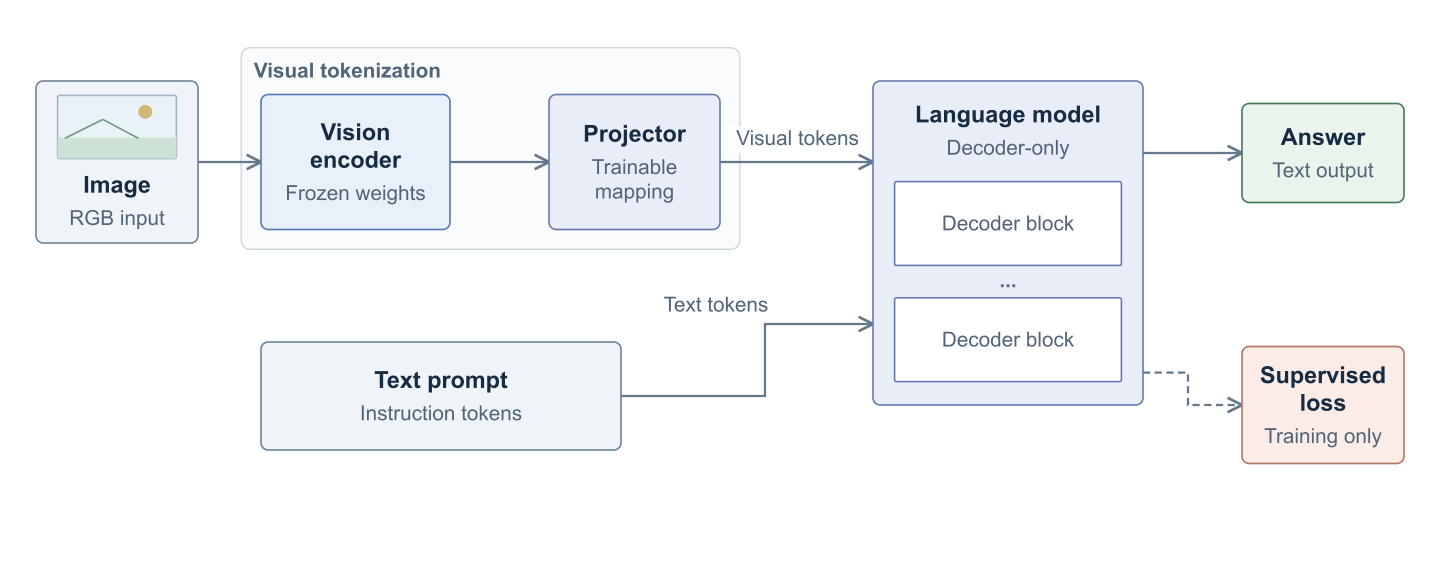 Visual tokenization
Image
RGB input
Vision
encoder
Frozen weights
Projector
Trainable
mapping
Visual tokens
Language model
Decoder-only
Decoder block
...
Decoder block
Answer
Text output
Text tokens
Text prompt
Instruction tokens
Supervised
loss
Training only